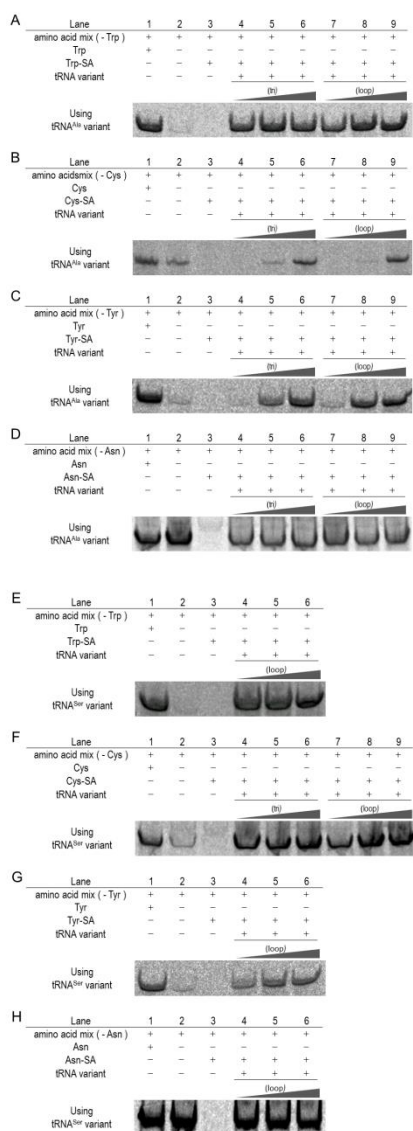 A
Lane 1 2 3 4 5 6 7 8 9
amino acid mix ( - Trp ) + + + + + + + + +
Trp + − − − − − − − −
Trp-SA − − + + + + + + +
tRNA variant − − − + + + + + +
(tri) (loop)
Using
tRNAAla variant
B
Lane 1 2 3 4 5 6 7 8 9
amino acidsmix ( - Cys ) + + + + + + + + +
Cys + − − − − − − − −
Cys-SA − − + + + + + + +
tRNA variant − − − + + + + + +
(tri) (loop)
Using
tRNAAla variant
C
Lane 1 2 3 4 5 6 7 8 9
amino acid mix ( - Tyr ) + + + + + + + + +
Tyr + − − − − − − − −
Tyr-SA − − + + + + + + +
tRNA variant − − − + + + + + +
(tri) (loop)
Using
tRNAAla variant
D
Lane 1 2 3 4 5 6 7 8 9
amino acid mix ( - Asn ) + + + + + + + + +
Asn + − − − − − − − −
Asn-SA − − + + + + + + +
tRNA variant − − − + + + + + +
(tri) (loop)
Using
tRNAAla variant
E
Lane 1 2 3 4 5 6
amino acid mix ( - Trp ) + + + + + +
Trp + − − − − −
Trp-SA − − + + + +
tRNA variant − − − + + +
(loop)
Using
tRNASer variant
F
Lane 1 2 3 4 5 6 7 8 9
amino acid mix ( - Cys ) + + + + + + + + +
Cys + − − − − − − − −
Cys-SA − − + + + + + + +
tRNA variant − − − + + + + + +
(tri) (loop)
Using
tRNASer variant
G
Lane 1 2 3 4 5 6
amino acid mix ( - Tyr ) + + + + + +
Tyr + − − − − −
Tyr-SA − − + + + +
tRNA variant − − − + + +
(loop)
Using
tRNASer variant
H
Lane 1 2 3 4 5 6
amino acid mix ( - Asn ) + + + + + +
Asn + − − − − −
Asn-SA − − + + + +
tRNA variant − − − + + +
(loop)
Using
tRNASer variant